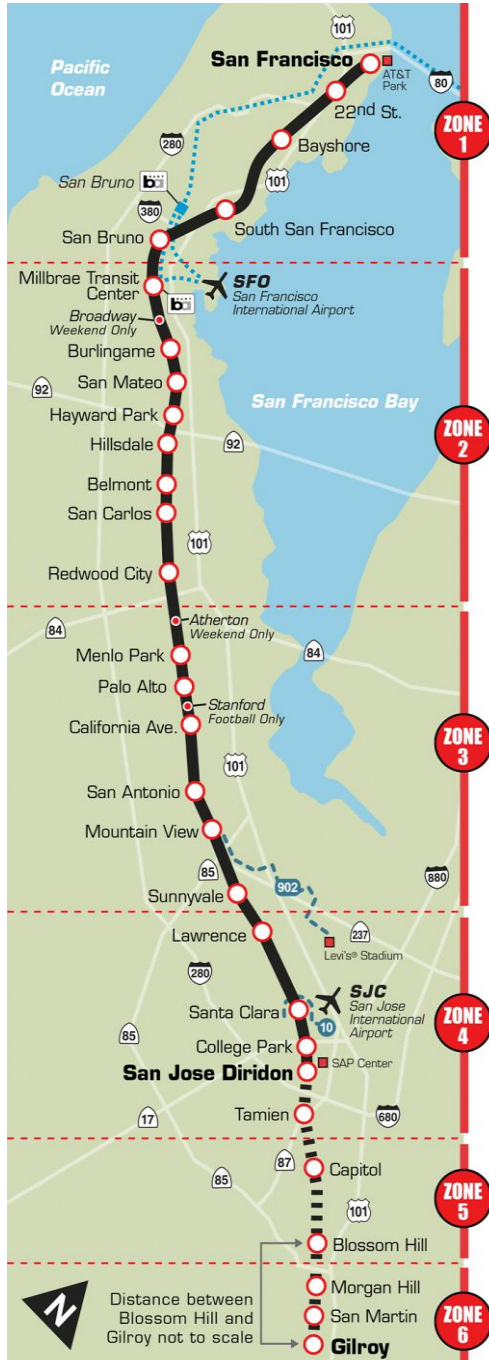 101
Pacific
Ocean
San Francisco
AT&T
Park
80
22nd St.
ZONE
1
280
Bayshore
101
San Bruno
ba
380
South San Francisco
San Bruno
Millbrae Transit
Center
ba
SFO
San Francisco
International Airport
Broadway
Weekend Only
Burlingame
San Mateo
92
San Francisco Bay
Hayward Park
ZONE
2
Hillsdale
92
Belmont
San Carlos
101
Redwood City
84
Atherton
Weekend Only
84
Menlo Park
Palo Alto
Stanford
Football Only
California Ave.
ZONE
3
101
San Antonio
Mountain View
85
880
902
Sunnyvale
Lawrence
237
Levi's® Stadium
280
SJC
San Jose
International
Airport
Santa Clara
10
ZONE
4
85
College Park
SAP Center
San Jose Diridon
17
Tamien
680
87
Capitol
85
ZONE
5
101
Blossom Hill
N
Distance between
Blossom Hill and
Gilroy not to scale
Morgan Hill
San Martin
Gilroy
ZONE
6